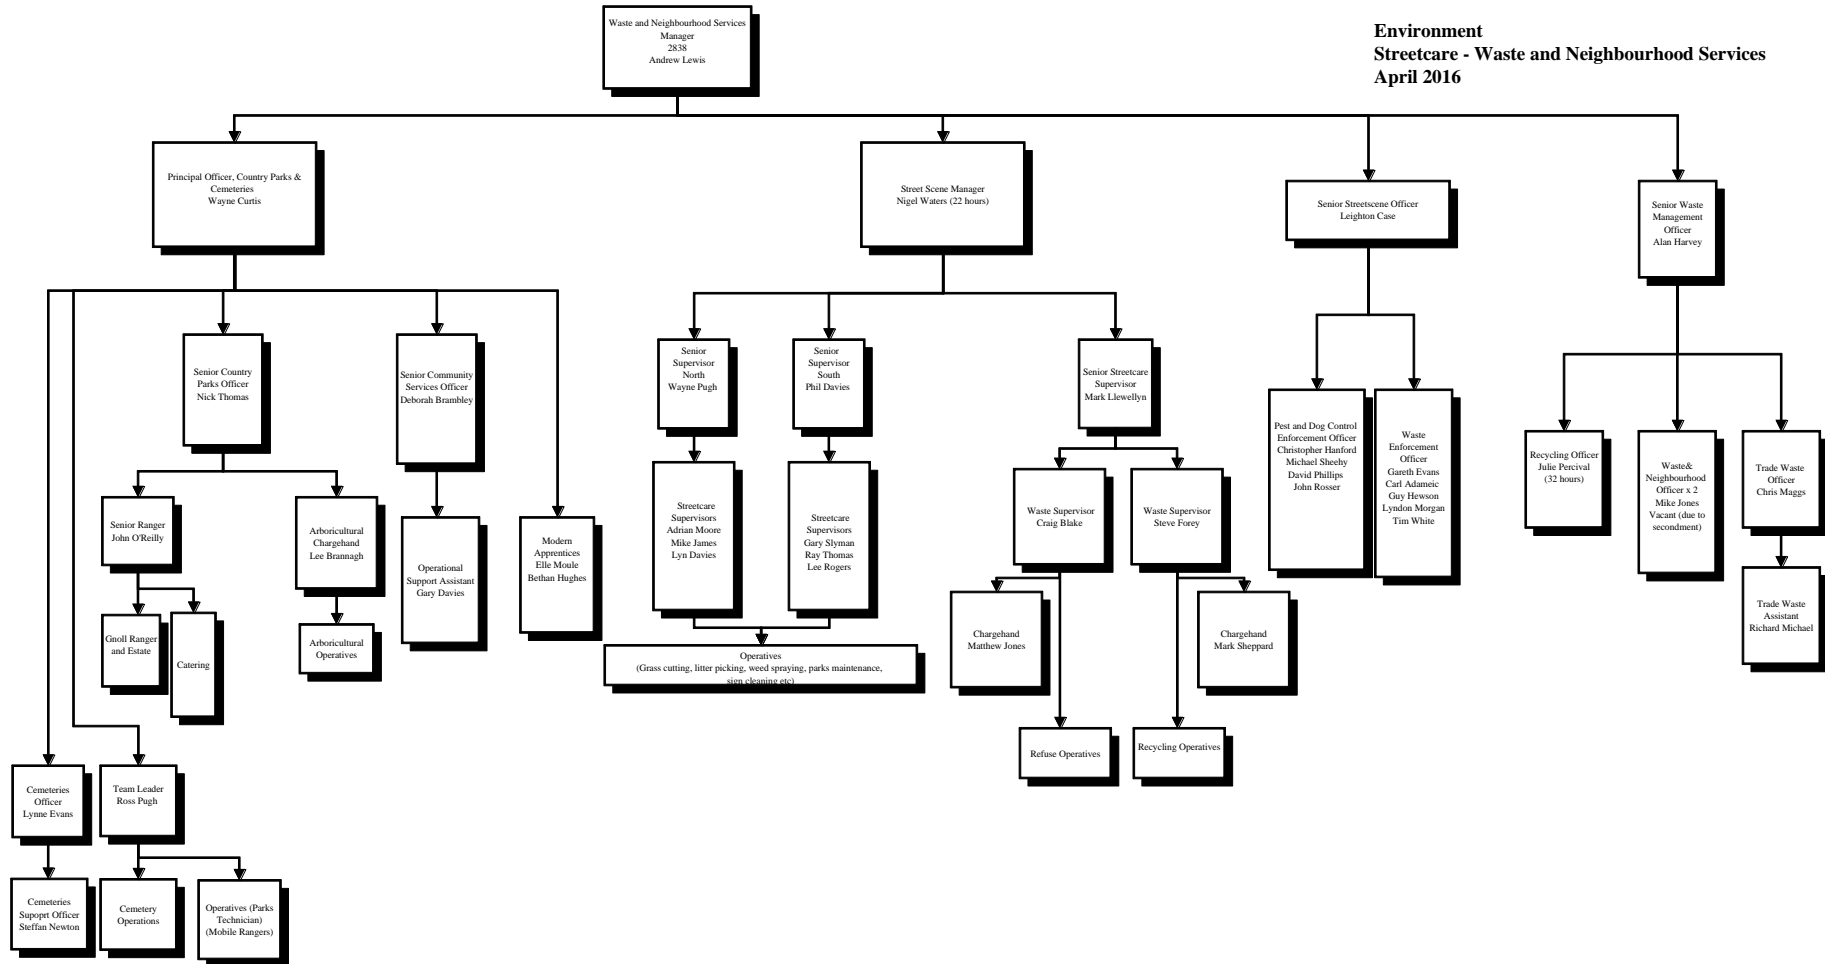 Environment
Streetcare - Waste and Neighbourhood Services
April 2016
Waste and Neighbourhood Services
Manager
2838
Andrew Lewis
Principal Officer, Country Parks &
Cemeteries
Wayne Curtis
Street Scene Manager
Nigel Waters (22 hours)
Senior Streetscene Officer
Leighton Case
Senior Waste
Management
Officer
Alan Harvey
Senior Country
Parks Officer
Nick Thomas
Senior Community
Services Officer
Deborah Brambley
Senior
Supervisor
North
Wayne Pugh
Senior
Supervisor
South
Phil Davies
Senior Streetcare
Supervisor
Mark Llewellyn
Pest and Dog Control
Enforcement Officer
Christopher Hanford
Michael Sheehy
David Phillips
John Rosser
Waste
Enforcement
Officer
Gareth Evans
Carl Adameic
Guy Hewson
Lyndon Morgan
Tim White
Recycling Officer
Julie Percival
(32 hours)
Waste&
Neighbourhood
Officer x 2
Mike Jones
Vacant (due to
secondment)
Trade Waste
Officer
Chris Maggs
Senior Ranger
John O'Reilly
Arboricultural
Chargehand
Lee Brannagh
Operational
Support Assistant
Gary Davies
Modern
Apprentices
Elle Moule
Bethan Hughes
Streetcare
Supervisors
Adrian Moore
Mike James
Lyn Davies
Streetcare
Supervisors
Gary Slyman
Ray Thomas
Lee Rogers
Waste Supervisor
Craig Blake
Waste Supervisor
Steve Forey
Trade Waste
Assistant
Richard Michael
Gnoll Ranger
and Estate
Catering
Arboricultural
Operatives
Operatives
(Grass cutting, litter picking, weed spraying, parks maintenance,
sign cleaning etc)
Chargehand
Matthew Jones
Chargehand
Mark Sheppard
Refuse Operatives
Recycling Operatives
Cemeteries
Officer
Lynne Evans
Team Leader
Ross Pugh
Cemeteries
Supoprt Officer
Steffan Newton
Cemetery
Operations
Operatives (Parks
Technician)
(Mobile Rangers)